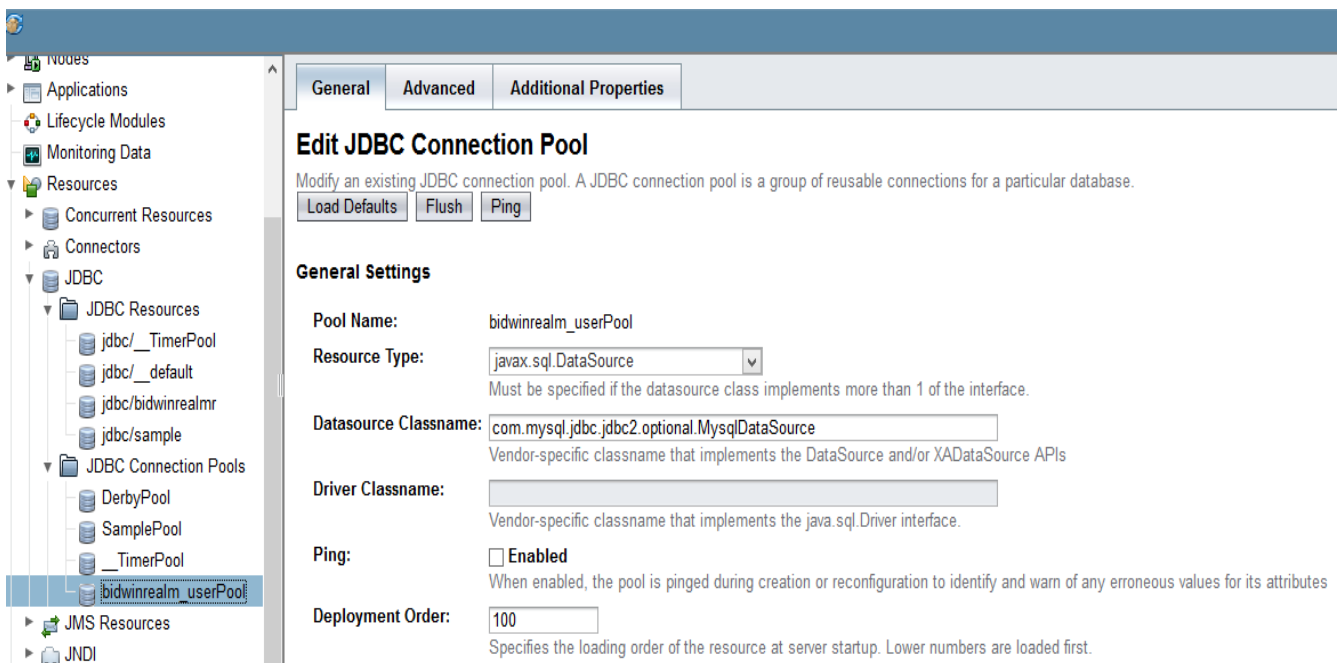 Nodes
Applications
Lifecycle Modules
Monitoring Data
Resources
Concurrent Resources
Connectors
JDBC
JDBC Resources
jdbc/__TimerPool
jdbc/__default
jdbc/bidwinrealmr
jdbc/sample
JDBC Connection Pools
DerbyPool
SamplePool
__TimerPool
bidwinrealm_userPool
JMS Resources
JNDI
General Advanced Additional Properties
Edit JDBC Connection Pool
Modify an existing JDBC connection pool. A JDBC connection pool is a group of reusable connections for a particular database.
Load Defaults Flush Ping
General Settings
Pool Name: bidwinrealm_userPool
Resource Type: javax.sql.DataSource
Must be specified if the datasource class implements more than 1 of the interface.
Datasource Classname: com.mysql.jdbc.jdbc2.optional.MysqlDataSource
Vendor-specific classname that implements the DataSource and/or XADataSource APIs
Driver Classname:
Vendor-specific classname that implements the java.sql.Driver interface.
Ping: Enabled
When enabled, the pool is pinged during creation or reconfiguration to identify and warn of any erroneous values for its attributes
Deployment Order: 100
Specifies the loading order of the resource at server startup. Lower numbers are loaded first.